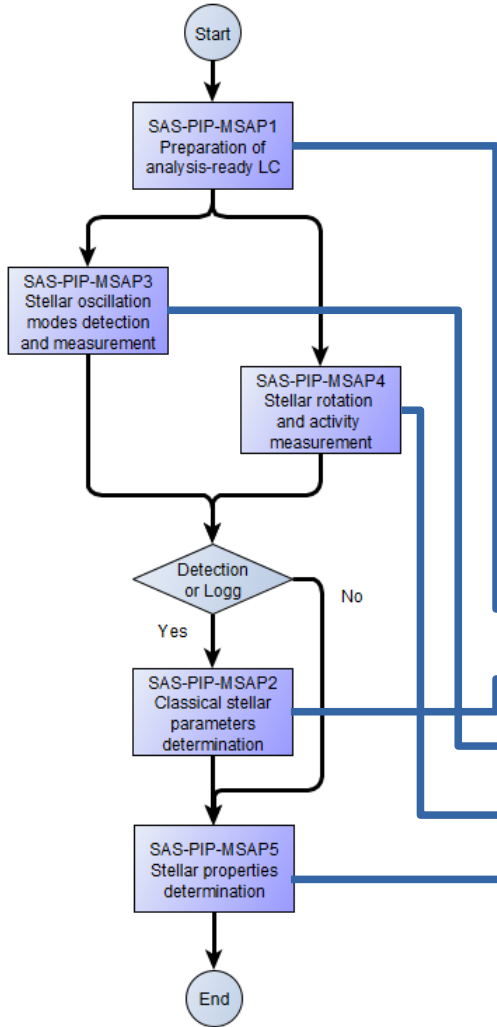 Start
SAS-PIP-MSAP1
Preparation of
analysis-ready LC
SAS-PIP-MSAP3
Stellar oscillation
modes detection
and measurement
SAS-PIP-MSAP4
Stellar rotation
and activity
measurement
Detection
or Logg
No
Yes
SAS-PIP-MSAP2
Classical stellar
parameters
determination
SAS-PIP-MSAP5
Stellar properties
determination
End